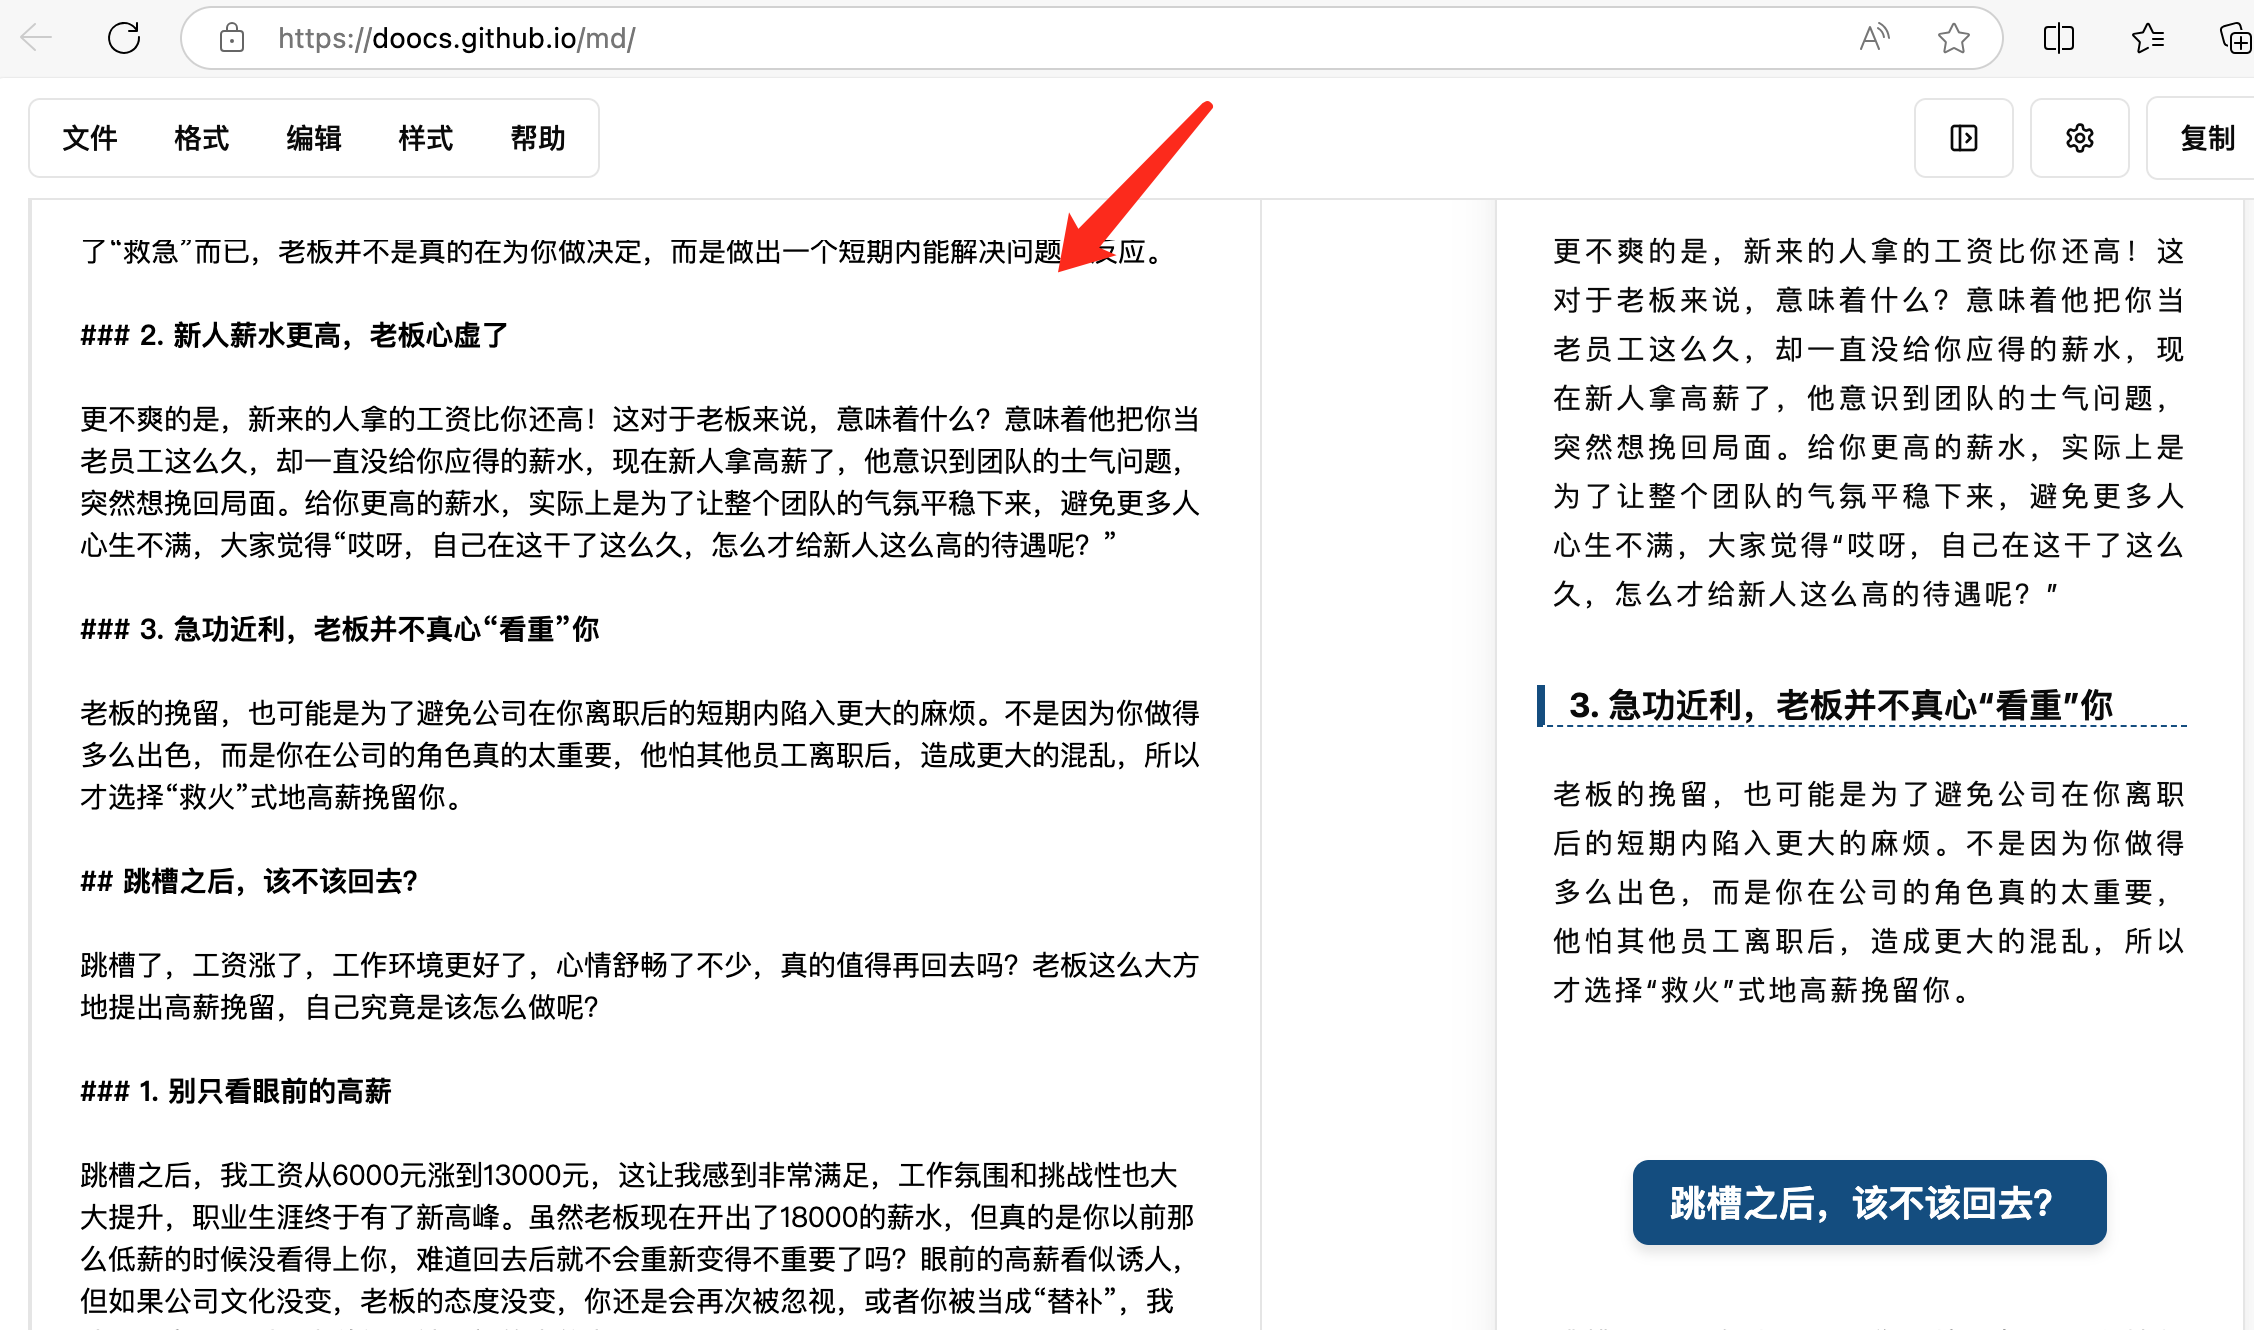 https://doocs.github.io/md/
文件 格式 编辑 样式 帮助
复制
了“救急”而已，老板并不是真的在为你做决定，而是做出一个短期内能解决问题 反应。
### 2. 新人薪水更高，老板心虚了
更不爽的是，新来的人拿的工资比你还高！这对于老板来说，意味着什么？意味着他把你当
老员工这么久，却一直没给你应得的薪水，现在新人拿高薪了，他意识到团队的士气问题，
突然想挽回局面。给你更高的薪水，实际上是为了让整个团队的气氛平稳下来，避免更多人
心生不满，大家觉得“哎呀，自己在这干了这么久，怎么才给新人这么高的待遇呢？”
### 3. 急功近利，老板并不真心“看重”你
老板的挽留，也可能是为了避免公司在你离职后的短期内陷入更大的麻烦。不是因为你做得
多么出色，而是你在公司的角色真的太重要，他怕其他员工离职后，造成更大的混乱，所以
才选择“救火”式地高薪挽留你。
## 跳槽之后，该不该回去？
跳槽了，工资涨了，工作环境更好了，心情舒畅了不少，真的值得再回去吗？老板这么大方
地提出高薪挽留，自己究竟是该怎么做呢？
### 1. 别只看眼前的高薪
跳槽之后，我工资从6000元涨到13000元，这让我感到非常满足，工作氛围和挑战性也大
大提升，职业生涯终于有了新高峰。虽然老板现在开出了18000的薪水，但真的是你以前那
么低薪的时候没看得上你，难道回去后就不会重新变得不重要了吗？眼前的高薪看似诱人，
但如果公司文化没变，老板的态度没变，你还是会再次被忽视，或者你被当成“替补”，我
更不爽的是，新来的人拿的工资比你还高！这
对于老板来说，意味着什么？意味着他把你当
老员工这么久，却一直没给你应得的薪水，现
在新人拿高薪了，他意识到团队的士气问题，
突然想挽回局面。给你更高的薪水，实际上是
为了让整个团队的气氛平稳下来，避免更多人
心生不满，大家觉得“哎呀，自己在这干了这么
久，怎么才给新人这么高的待遇呢？”
3. 急功近利，老板并不真心“看重”你
老板的挽留，也可能是为了避免公司在你离职
后的短期内陷入更大的麻烦。不是因为你做得
多么出色，而是你在公司的角色真的太重要，
他怕其他员工离职后，造成更大的混乱，所以
才选择“救火”式地高薪挽留你。
跳槽之后，该不该回去？